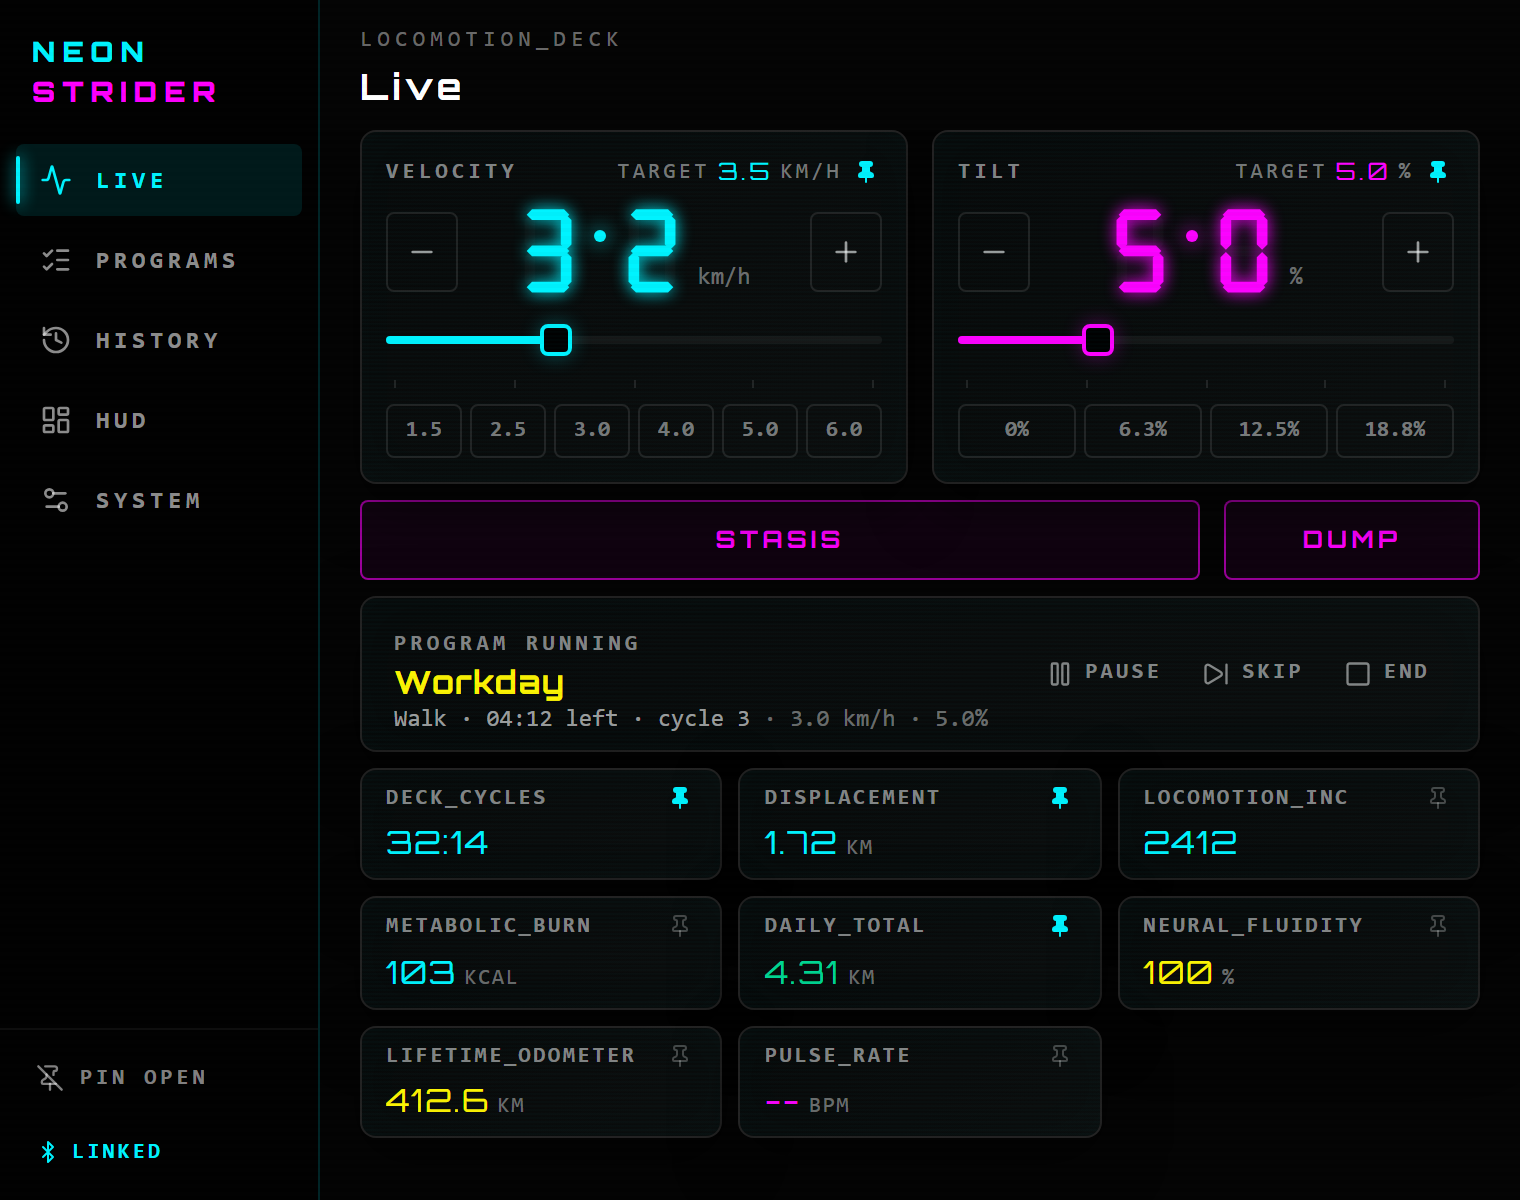 NEON
STRIDER
LIVE
PROGRAMS
HISTORY
HUD
SYSTEM
PIN OPEN
LINKED
LOCOMOTION_DECK
Live
VELOCITY TARGET 3.5 KM/H
− 3.2 km/h +
1.5 2.5 3.0 4.0 5.0 6.0
TILT TARGET 5.0 %
− 5.0 % +
0% 6.3% 12.5% 18.8%
STASIS DUMP
PROGRAM RUNNING
Workday
Walk · 04:12 left · cycle 3 · 3.0 km/h · 5.0%
PAUSE SKIP END
DECK_CYCLES
32:14
DISPLACEMENT
1.72 KM
LOCOMOTION_INC
2412
METABOLIC_BURN
103 KCAL
DAILY_TOTAL
4.31 KM
NEURAL_FLUIDITY
100 %
LIFETIME_ODOMETER
412.6 KM
PULSE_RATE
-- BPM